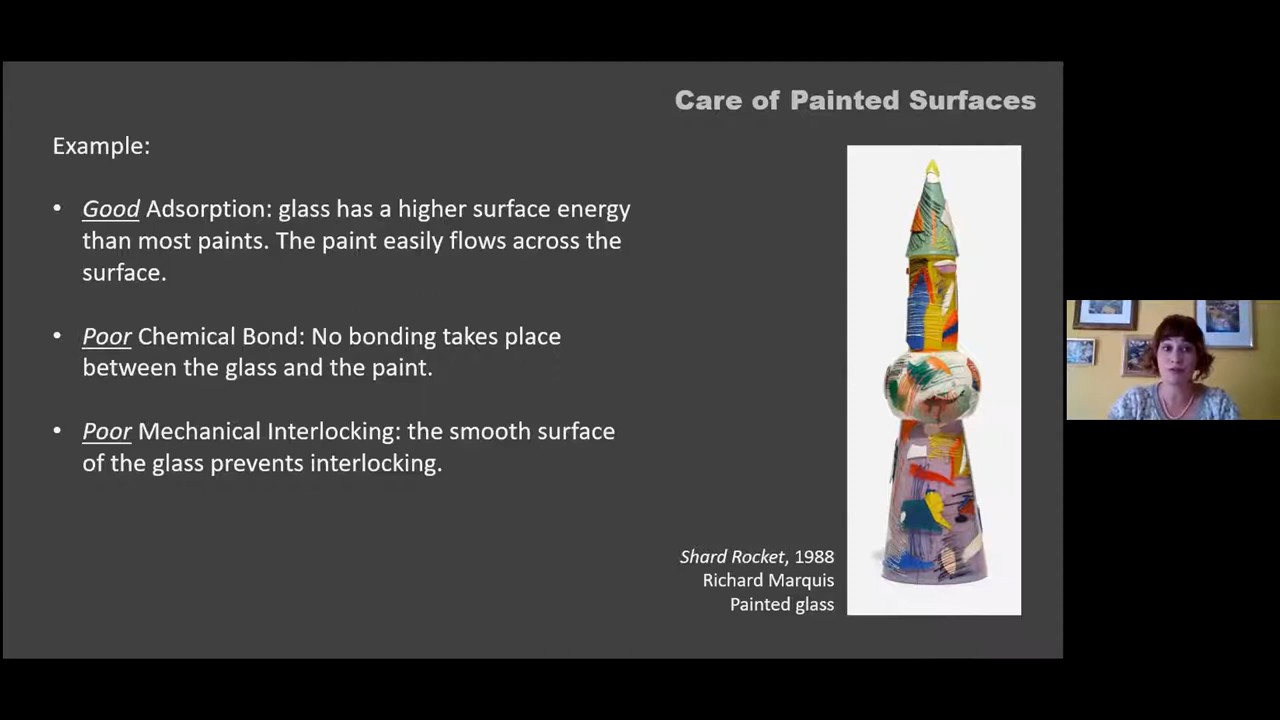 Care of Painted Surfaces
Example:
• Good Adsorption: glass has a higher surface energy
than most paints. The paint easily flows across the
surface.
• Poor Chemical Bond: No bonding takes place
between the glass and the paint.
• Poor Mechanical Interlocking: the smooth surface
of the glass prevents interlocking.
Shard Rocket, 1988
Richard Marquis
Painted glass